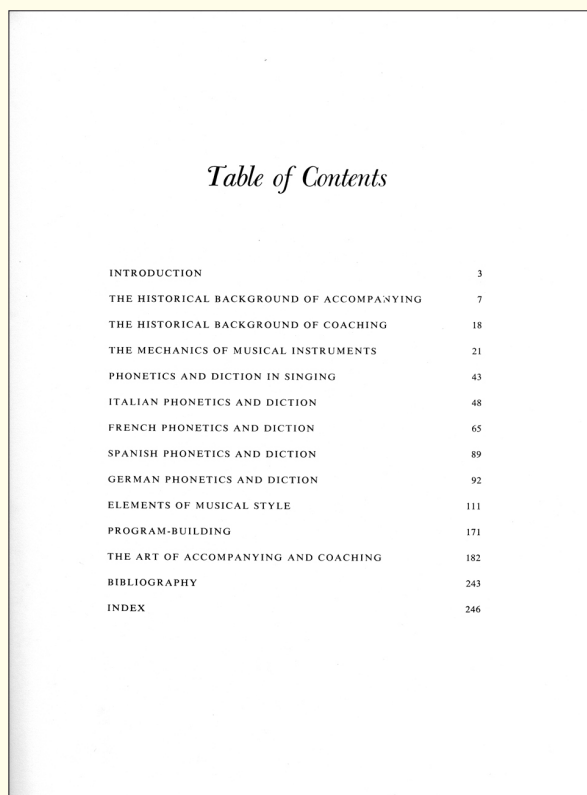 Table of Contents
INTRODUCTION 3
THE HISTORICAL BACKGROUND OF ACCOMPANYING 7
THE HISTORICAL BACKGROUND OF COACHING 18
THE MECHANICS OF MUSICAL INSTRUMENTS 21
PHONETICS AND DICTION IN SINGING 43
ITALIAN PHONETICS AND DICTION 48
FRENCH PHONETICS AND DICTION 65
SPANISH PHONETICS AND DICTION 89
GERMAN PHONETICS AND DICTION 92
ELEMENTS OF MUSICAL STYLE 111
PROGRAM-BUILDING 171
THE ART OF ACCOMPANYING AND COACHING 182
BIBLIOGRAPHY 243
INDEX 246